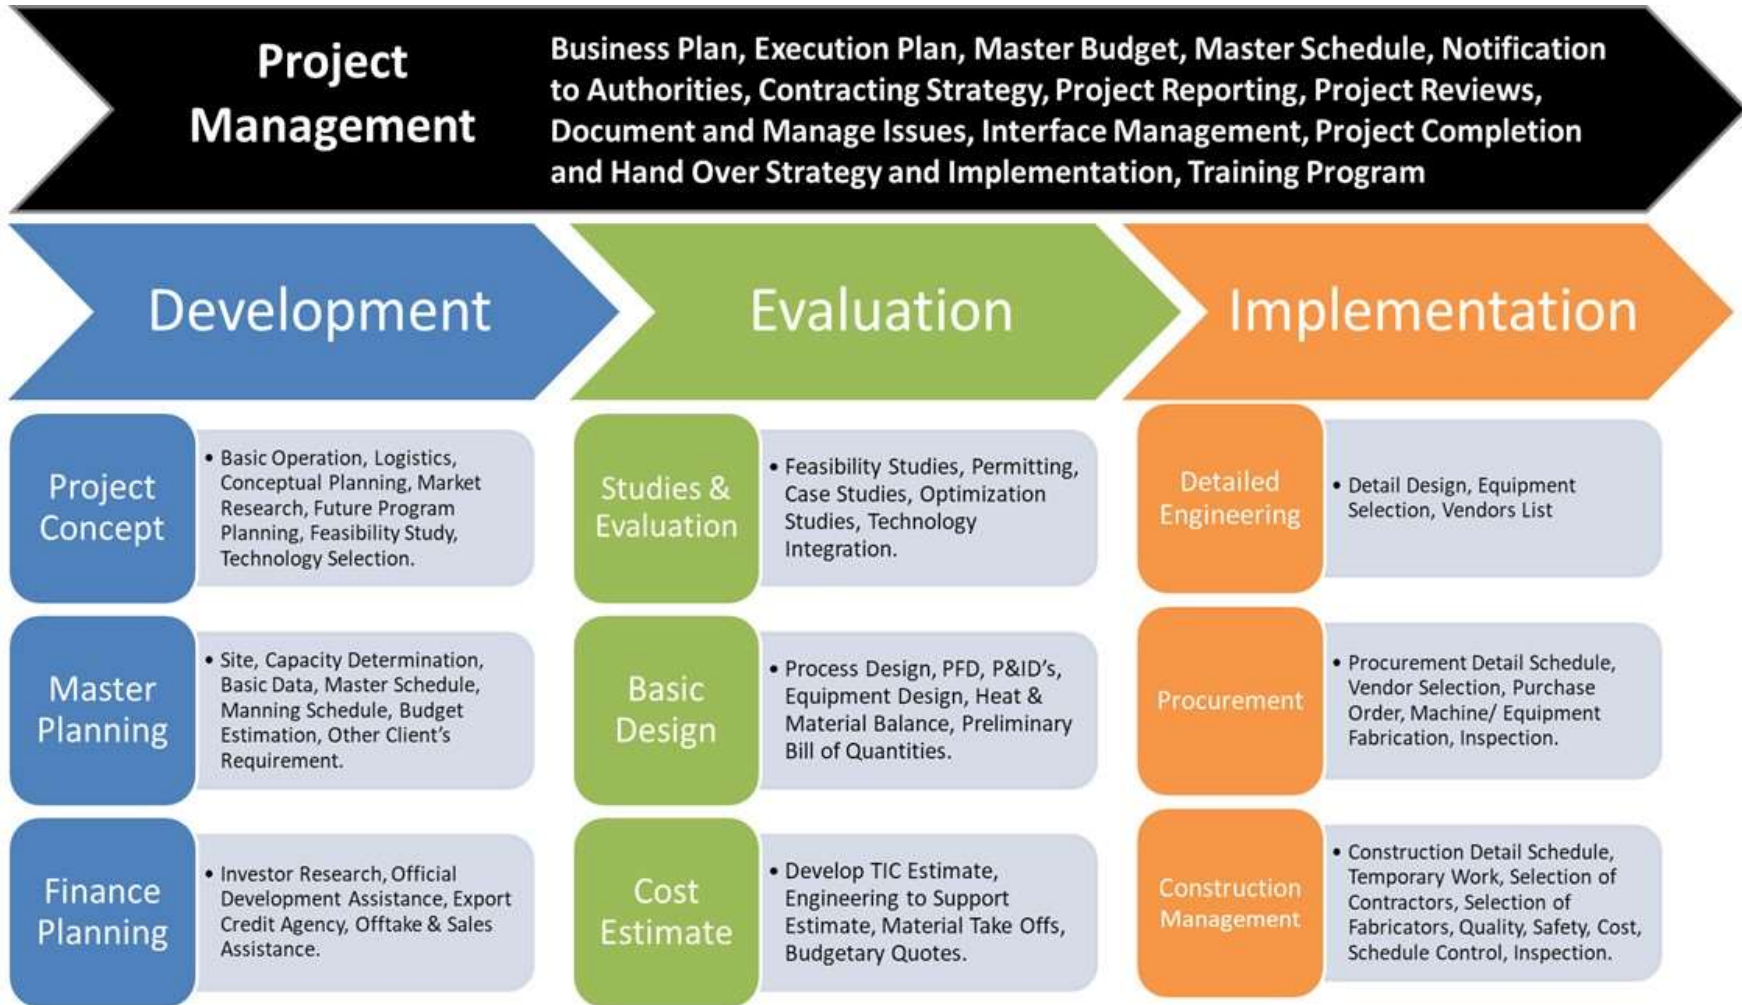 Project
Management
Business Plan, Execution Plan, Master Budget, Master Schedule, Notification
to Authorities, Contracting Strategy, Project Reporting, Project Reviews,
Document and Manage Issues, Interface Management, Project Completion
and Hand Over Strategy and Implementation, Training Program
Development
Evaluation
Implementation
Project
Concept
• Basic Operation, Logistics,
Conceptual Planning, Market
Research, Future Program
Planning, Feasibility Study,
Technology Selection.
Master
Planning
• Site, Capacity Determination,
Basic Data, Master Schedule,
Manning Schedule, Budget
Estimation, Other Client's
Requirement.
Finance
Planning
• Investor Research, Official
Development Assistance, Export
Credit Agency, Offtake & Sales
Assistance.
Studies &
Evaluation
• Feasibility Studies, Permitting,
Case Studies, Optimization
Studies, Technology
Integration.
Basic
Design
• Process Design, PFD, P&ID's,
Equipment Design, Heat &
Material Balance, Preliminary
Bill of Quantities.
Cost
Estimate
• Develop TIC Estimate,
Engineering to Support
Estimate, Material Take Offs,
Budgetary Quotes.
Detailed
Engineering
• Detail Design, Equipment
Selection, Vendors List
Procurement
• Procurement Detail Schedule,
Vendor Selection, Purchase
Order, Machine/ Equipment
Fabrication, Inspection.
Construction
Management
• Construction Detail Schedule,
Temporary Work, Selection of
Contractors, Selection of
Fabricators, Quality, Safety, Cost,
Schedule Control, Inspection.